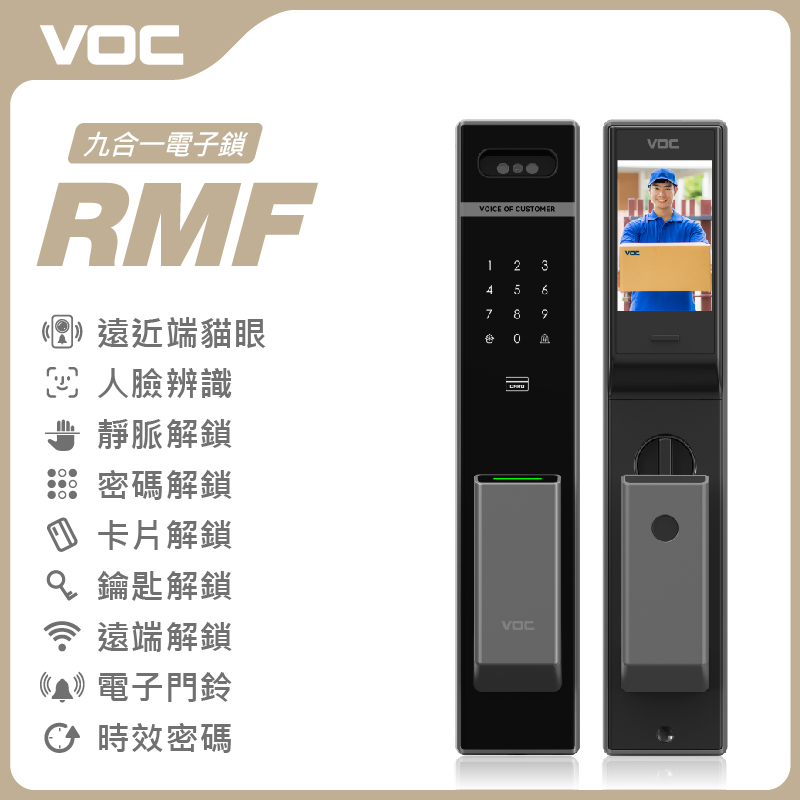 VOC
九合一電子鎖
RMF
遠近端貓眼
人臉辨識
靜脈解鎖
密碼解鎖
卡片解鎖
鑰匙解鎖
遠端解鎖
電子門鈴
時效密碼
VOICE OF CUSTOMER
1 2 3
4 5 6
7 8 9
0
CARD
VOC
VOC
VOC